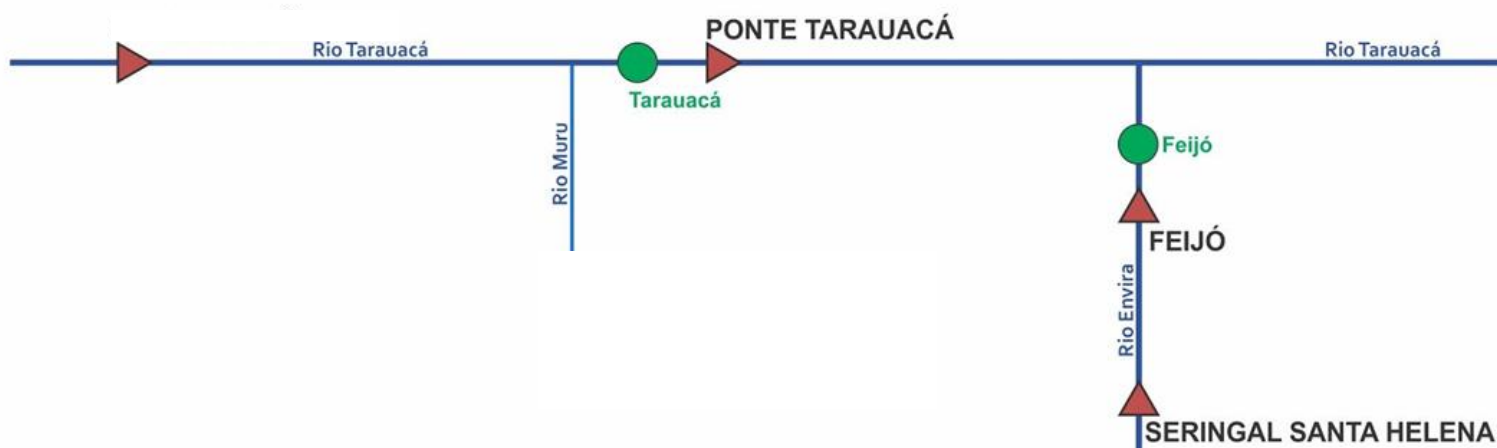 PONTE TARAUACÁ
Rio Tarauacá
Rio Tarauacá
Tarauacá
Rio Muru
Feijó
FEIJÓ
Rio Envira
SERINGAL SANTA HELENA